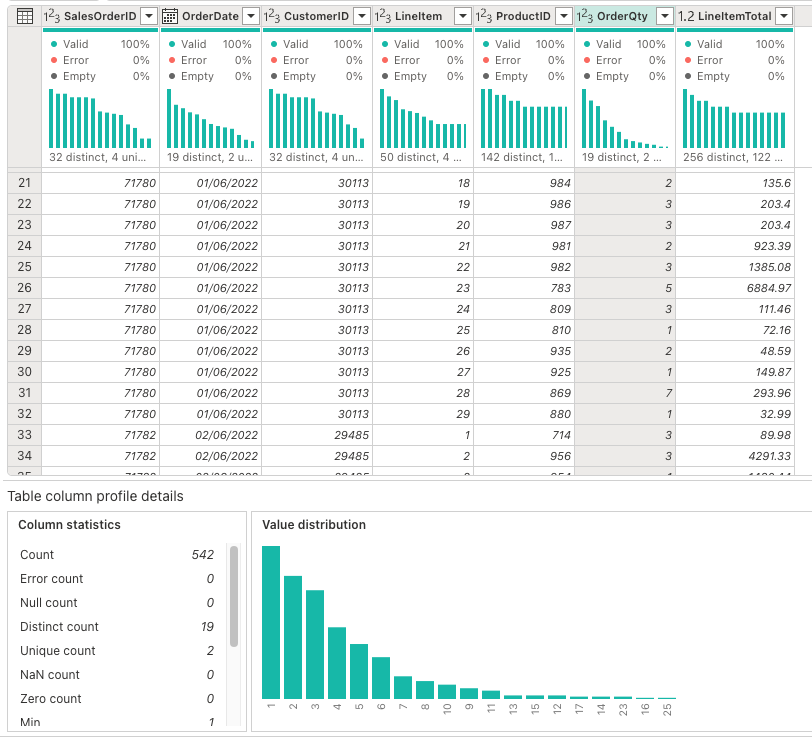 1²3 SalesOrderID OrderDate 1²3 CustomerID 1²3 LineItem 1²3 ProductID 1²3 OrderQty 1.2 LineItemTotal
Valid 100% Valid 100% Valid 100% Valid 100% Valid 100% Valid 100% Valid 100%
Error 0% Error 0% Error 0% Error 0% Error 0% Error 0% Error 0%
Empty 0% Empty 0% Empty 0% Empty 0% Empty 0% Empty 0% Empty 0%
32 distinct, 4 uni... 19 distinct, 2 u... 32 distinct, 4 un... 50 distinct, 4 ... 142 distinct, 1... 19 distinct, 2 ... 256 distinct, 122 ...
21 71780 01/06/2022 30113 18 984 2 135.6
22 71780 01/06/2022 30113 19 986 3 203.4
23 71780 01/06/2022 30113 20 987 3 203.4
24 71780 01/06/2022 30113 21 981 2 923.39
25 71780 01/06/2022 30113 22 982 3 1385.08
26 71780 01/06/2022 30113 23 783 5 6884.97
27 71780 01/06/2022 30113 24 809 3 111.46
28 71780 01/06/2022 30113 25 810 1 72.16
29 71780 01/06/2022 30113 26 935 2 48.59
30 71780 01/06/2022 30113 27 925 1 149.87
31 71780 01/06/2022 30113 28 869 7 293.96
32 71780 01/06/2022 30113 29 880 1 32.99
33 71782 02/06/2022 29485 1 714 3 89.98
34 71782 02/06/2022 29485 2 956 3 4291.33
Table column profile details
Column statistics
Count 542
Error count 0
Null count 0
Distinct count 19
Unique count 2
NaN count 0
Zero count 0
Min 1
Value distribution
1 2 3 4 5 6 7 8 10 9 11 13 15 12 17 14 23 16 25